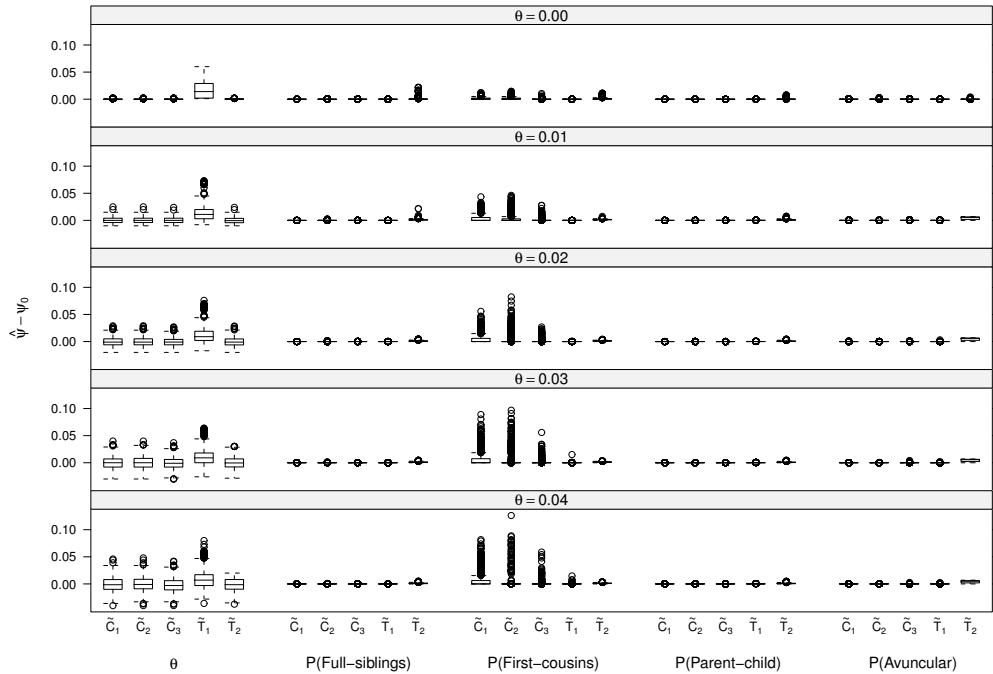 θ = 0.00
0.10
0.05
0.00
θ = 0.01
0.10
0.05
0.00
θ = 0.02
0.10
0.05
0.00
θ = 0.03
0.10
0.05
0.00
θ = 0.04
0.10
0.05
0.00
ψ̂ − ψ₀
C̃₁ C̃₂ C̃₃ T̃₁ T̃₂ C̃₁ C̃₂ C̃₃ T̃₁ T̃₂ C̃₁ C̃₂ C̃₃ T̃₁ T̃₂ C̃₁ C̃₂ C̃₃ T̃₁ T̃₂ C̃₁ C̃₂ C̃₃ T̃₁ T̃₂
θ P(Full−siblings) P(First−cousins) P(Parent−child) P(Avuncular)